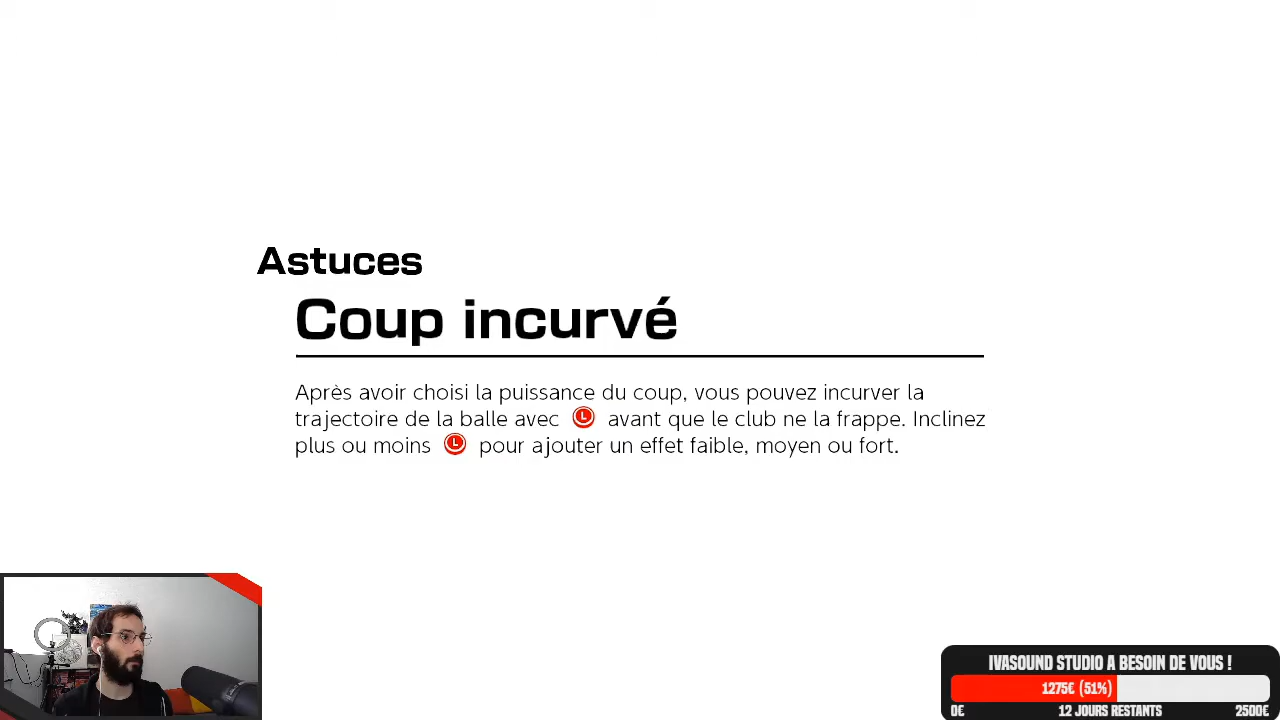 Astuces
Coup incurvé
Après avoir choisi la puissance du coup, vous pouvez incurver la
trajectoire de la balle avec L avant que le club ne la frappe. Inclinez
plus ou moins L pour ajouter un effet faible, moyen ou fort.
IVASOUND STUDIO A BESOIN DE VOUS !
1275€ (51%)
0€ 12 JOURS RESTANTS 2500€